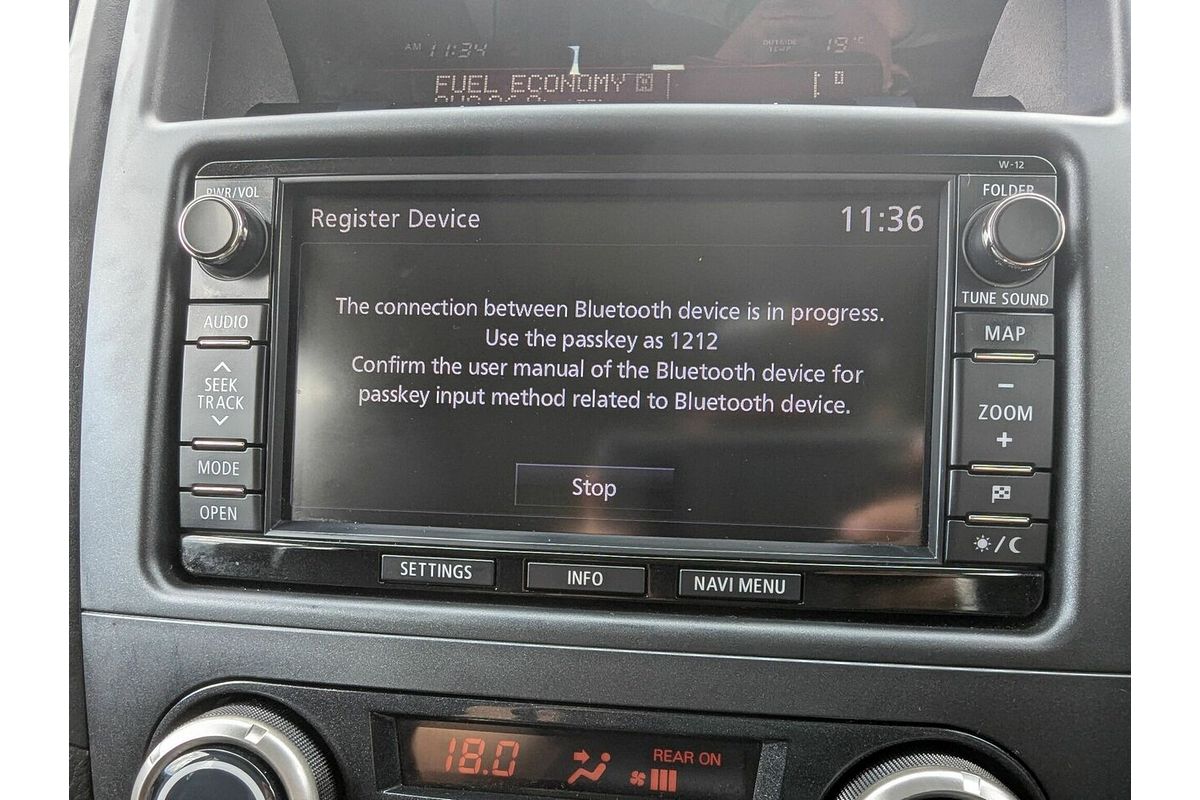 AM 11:34
OUTSIDE TEMP 19°C
FUEL ECONOMY
W-12
PWR/VOL
FOLDER
Register Device
11:36
TUNE SOUND
The connection between Bluetooth device is in progress.
Use the passkey as 1212
Confirm the user manual of the Bluetooth device for
passkey input method related to Bluetooth device.
Stop
AUDIO
SEEK
TRACK
MODE
OPEN
MAP
−
ZOOM
+
SETTINGS
INFO
NAVI MENU
18.0
REAR ON